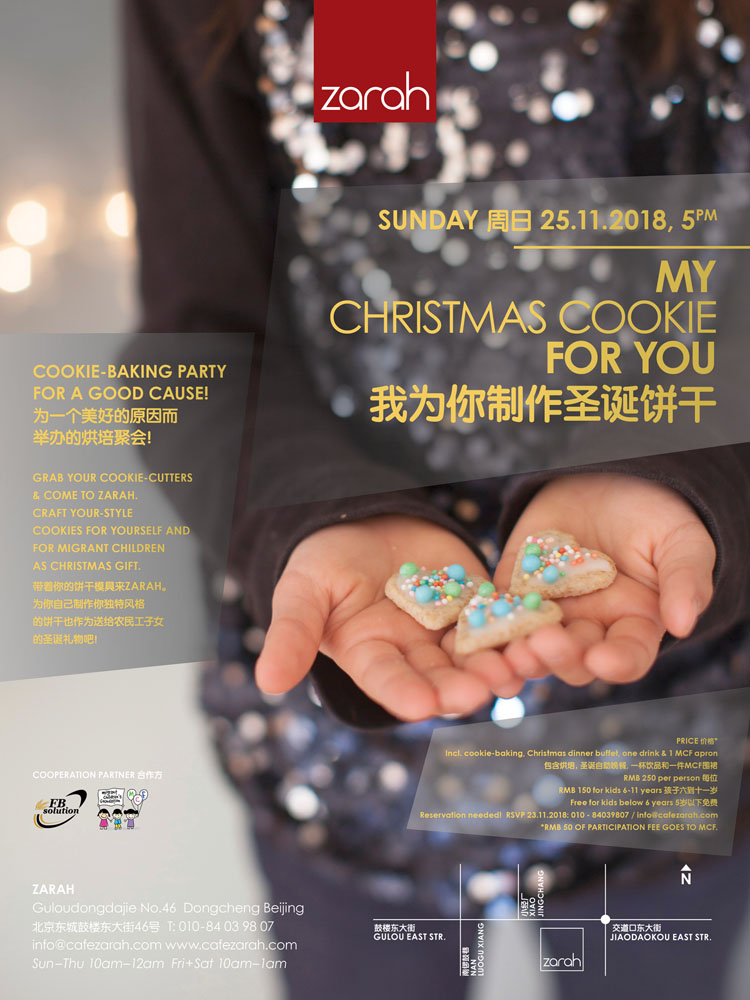 zarah
SUNDAY 周日 25.11.2018, 5PM
MY
CHRISTMAS COOKIE
FOR YOU
我为你制作圣诞饼干
COOKIE-BAKING PARTY
FOR A GOOD CAUSE!
为一个美好的原因而
举办的烘培聚会!
GRAB YOUR COOKIE-CUTTERS
& COME TO ZARAH.
CRAFT YOUR-STYLE
COOKIES FOR YOURSELF AND
FOR MIGRANT CHILDREN
AS CHRISTMAS GIFT.
带着你的饼干模具来ZARAH。
为你自己制作你独特风格
的饼干也作为送给农民工子女
的圣诞礼物吧!
PRICE 价格*
Incl. cookie-baking, Christmas dinner buffet, one drink & 1 MCF apron
包含烘培, 圣诞自助晚餐, 一杯饮品和一件MCF围裙
RMB 250 per person 每位
RMB 150 for kids 6-11 years 孩子六到十一岁
Free for kids below 6 years 5岁以下免费
Reservation needed! RSVP 23.11.2018: 010 - 84039807 / info@cafezarah.com
*RMB 50 OF PARTICIPATION FEE GOES TO MCF.
COOPERATION PARTNER 合作方
FB
solution
migrant
children's
foundation
M C F
ZARAH
Guloudongdajie No.46 Dongcheng Beijing
北京东城鼓楼东大街46号 T: 010-84 03 98 07
info@cafezarah.com www.cafezarah.com
Sun–Thu 10am–12am Fri+Sat 10am–1am
N
小经厂
XIAO
JINGCHANG
鼓楼东大街
GULOU EAST STR.
交道口东大街
JIAODAOKOU EAST STR.
南锣鼓巷
NAN
LUOGU XIANG
zarah